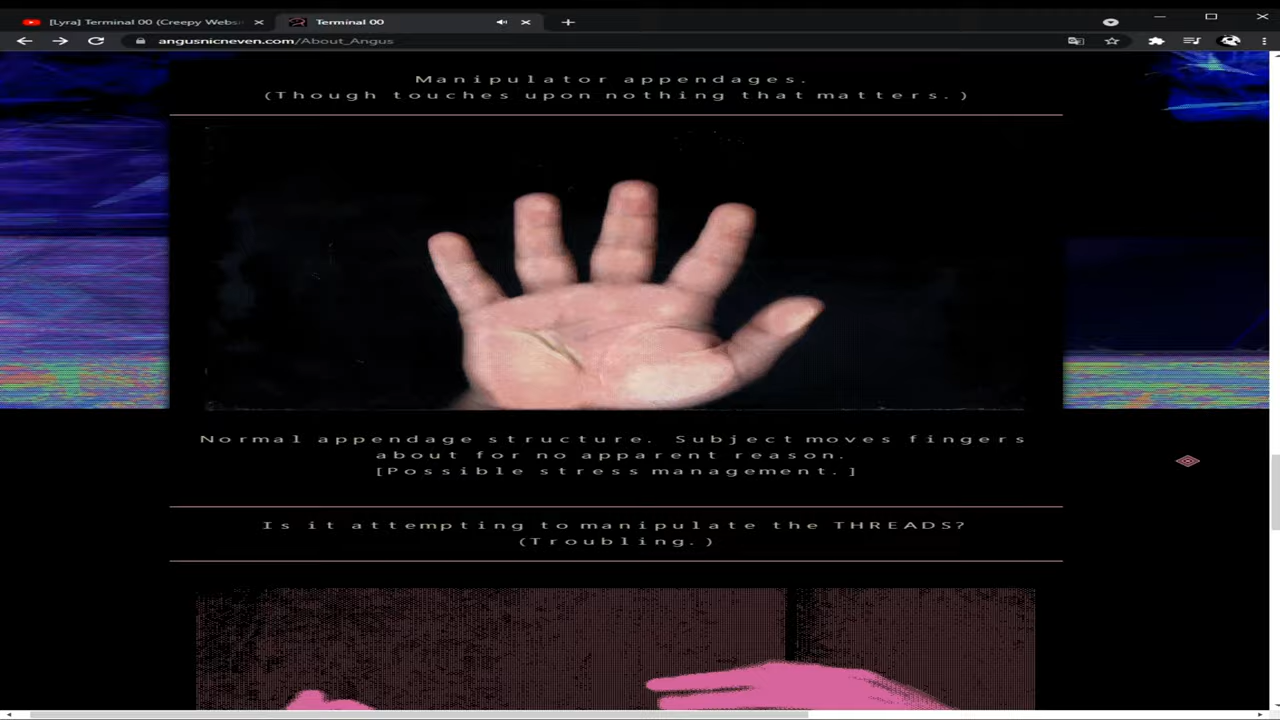 [Lyra] Terminal 00 (Creepy Websi
Terminal 00
angusnicneven.com/About_Angus
Manipulator appendages.
(Though touches upon nothing that matters.)
Normal appendage structure. Subject moves fingers
about for no apparent reason.
[Possible stress management.]
Is it attempting to manipulate the THREADS?
(Troubling.)